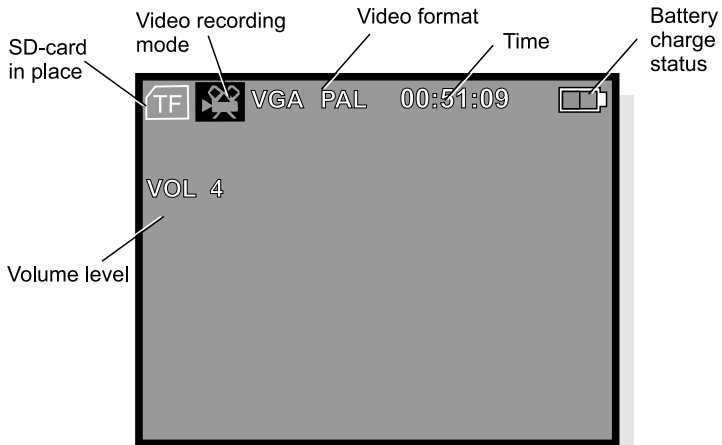 SD-card
in place
Video recording
mode
Video format
Time
Battery
charge
status
TF VGA PAL 00:51:09
VOL 4
Volume level